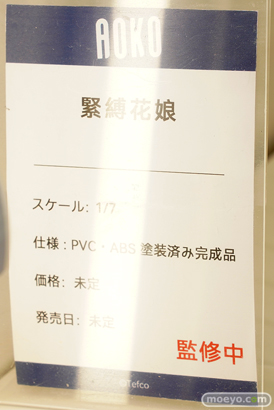 AOKO
緊縛花娘
スケール: 1/7
仕様 : PVC・ABS 塗装済み完成品
価格: 未定
発売日: 未定
監修中
©Tefco
moeyo.com